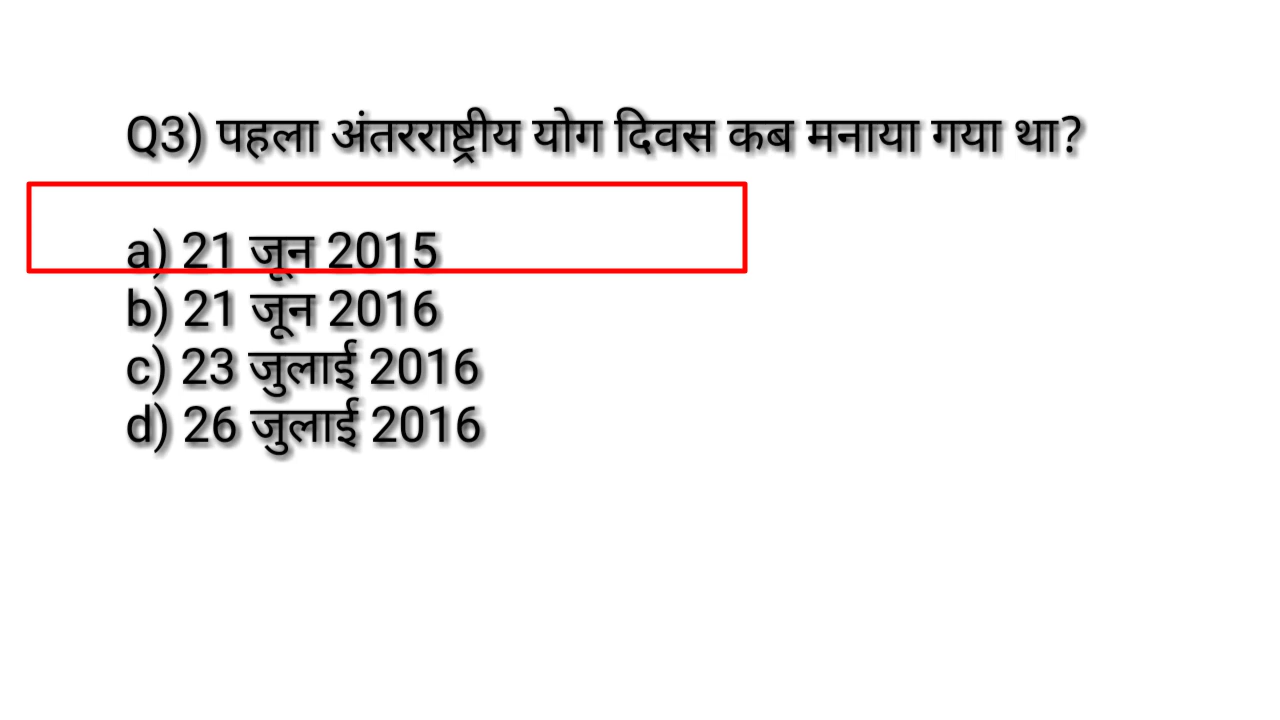 Q3) पहला अंतरराष्ट्रीय योग दिवस कब मनाया गया था?
a) 21 जून 2015
b) 21 जून 2016
c) 23 जुलाई 2016
d) 26 जुलाई 2016